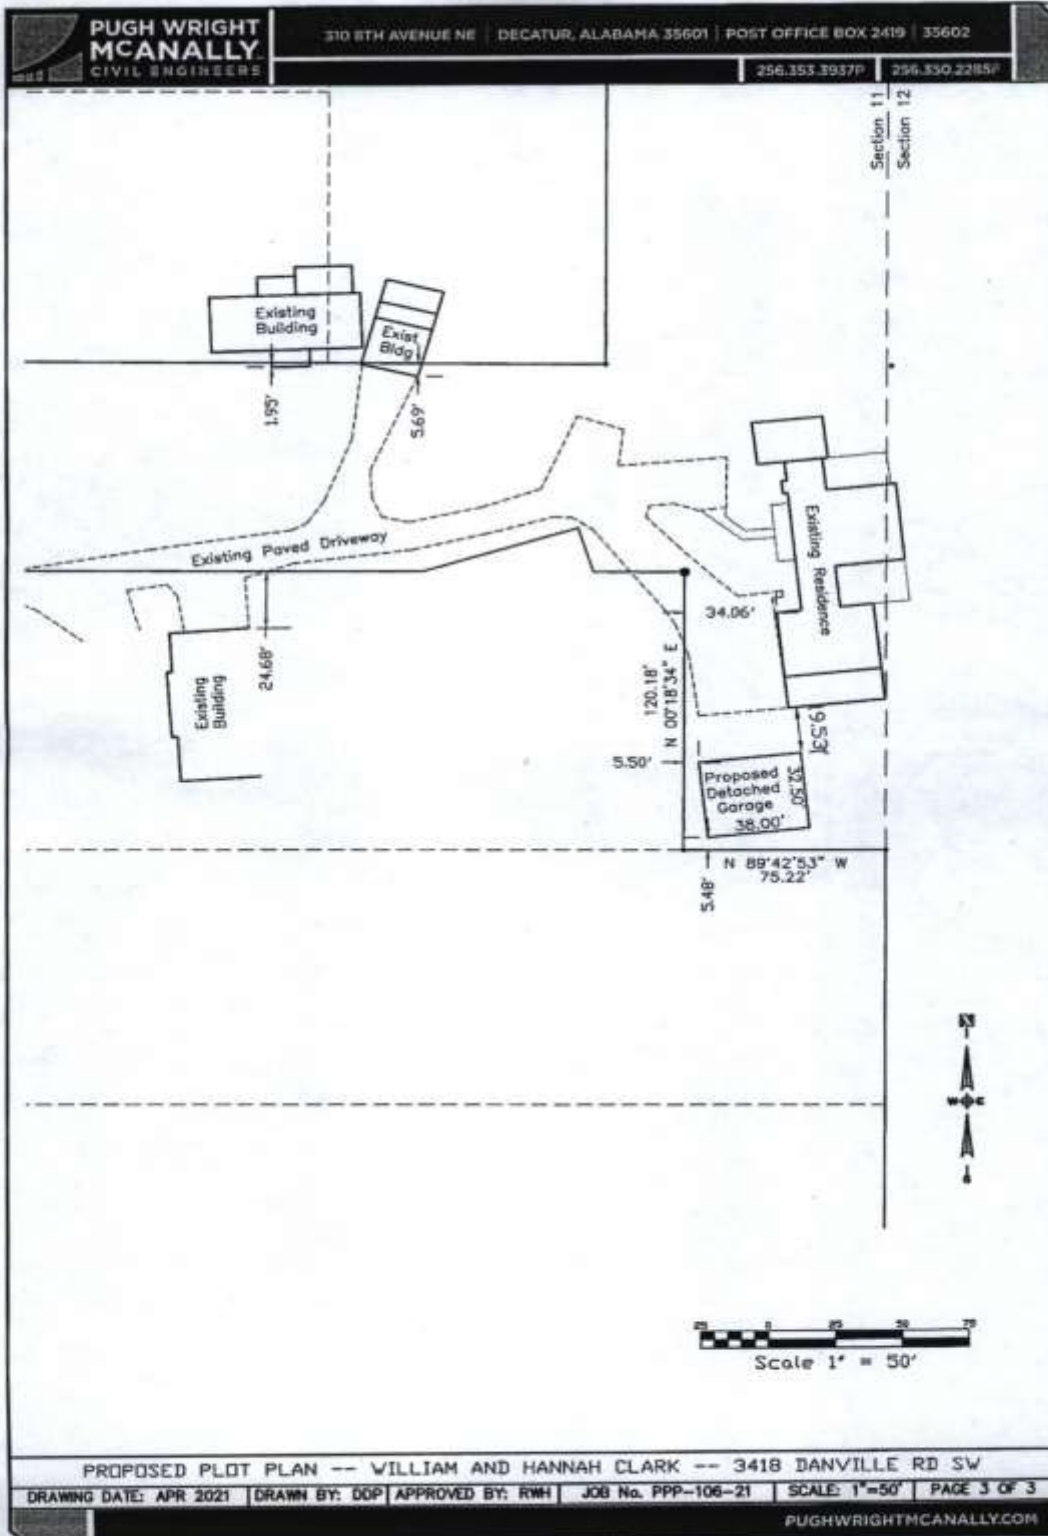 PUGH WRIGHT
MCANALLY
CIVIL ENGINEERS
310 8TH AVENUE NE | DECATUR, ALABAMA 35601 | POST OFFICE BOX 2419 | 35602
256.353.3937P | 256.350.2285F
Section 11
Section 12
Existing
Building
Exist
Bldg
1.95'
5.69'
Existing Paved Driveway
Existing Residence
34.06'
24.68'
Existing
Building
120.18'
N 00°18'34" E
19.53'
5.50'
Proposed
Detached
Garage
32.50'
38.00'
N 89°42'53" W
75.22'
5.48'
N
W E
S
25 0 25 50 75
Scale 1" = 50'
PROPOSED PLOT PLAN -- WILLIAM AND HANNAH CLARK -- 3418 DANVILLE RD SW
DRAWING DATE: APR 2021 | DRAWN BY: DDP | APPROVED BY: RWH | JOB No. PPP-106-21 | SCALE: 1"=50' | PAGE 3 OF 3
PUGHWRIGHTMCANALLY.COM